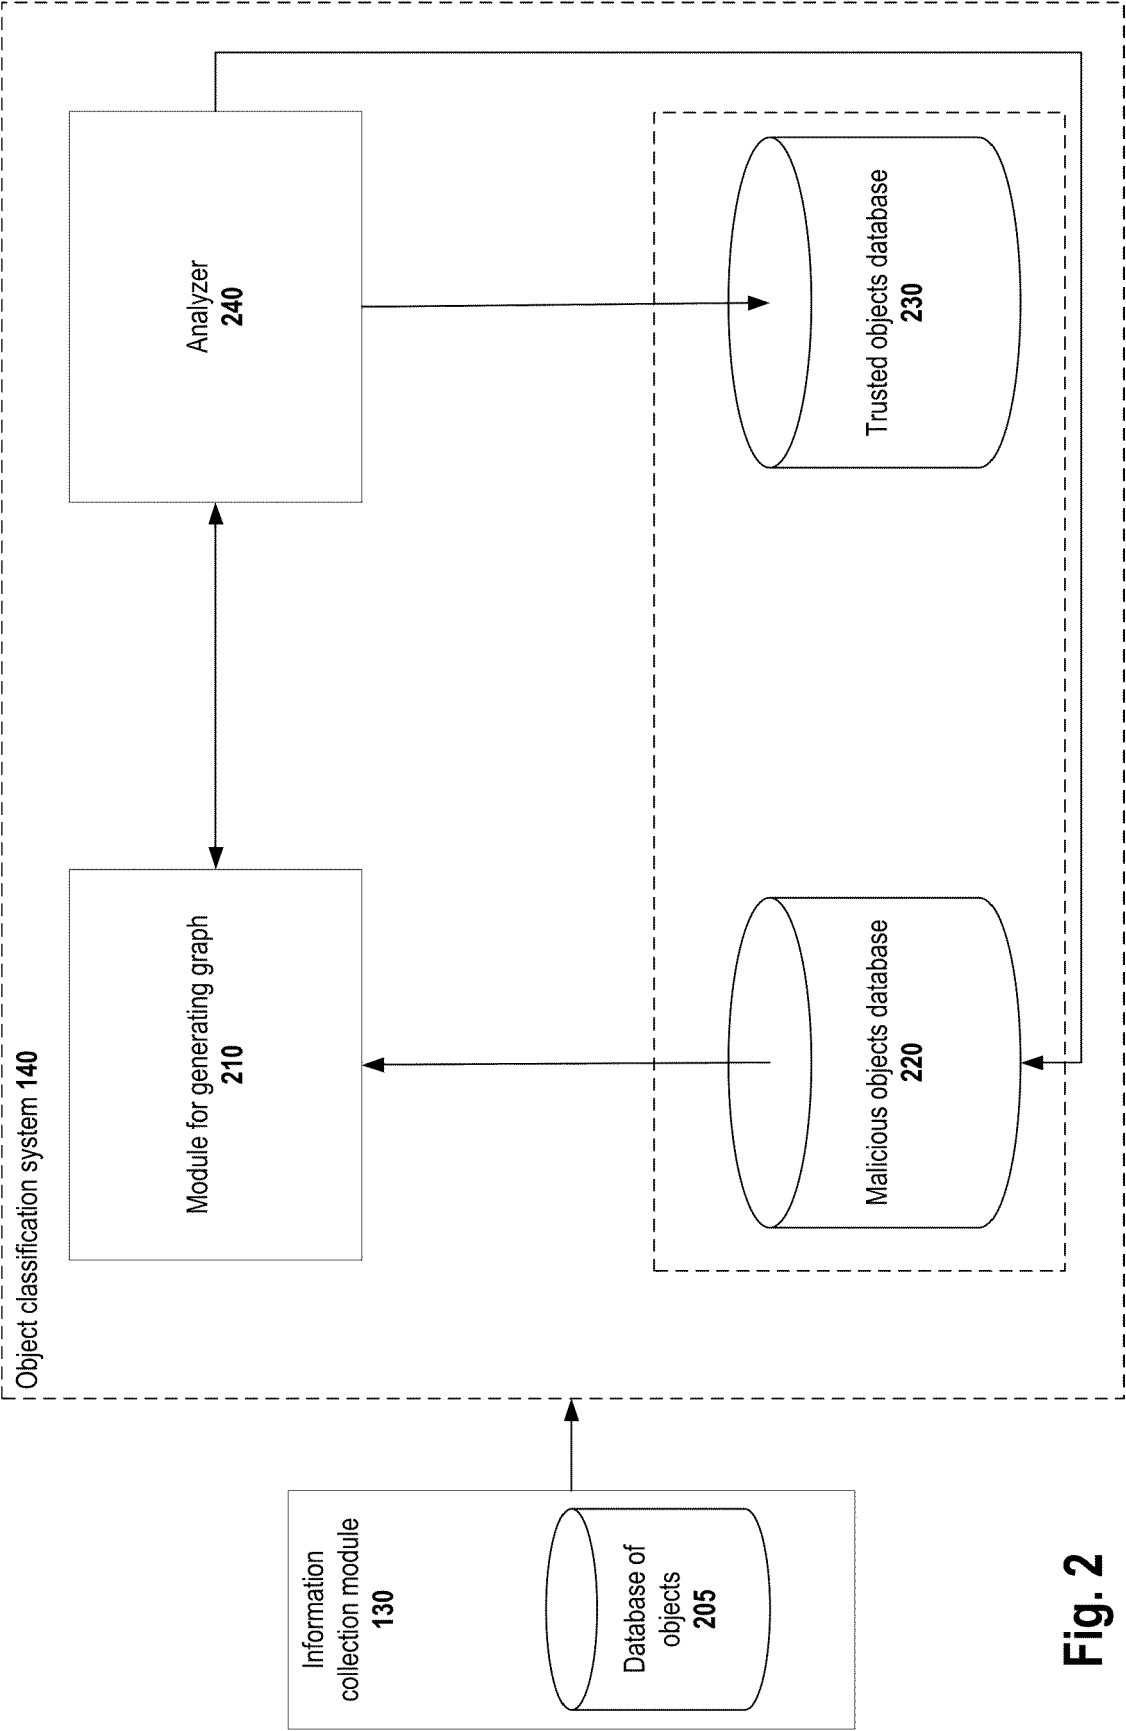 Object classification system 140
Information
collection module
130
Database of
objects
205
Module for generating graph
210
Analyzer
240
Malicious objects database
220
Trusted objects database
230
Fig. 2